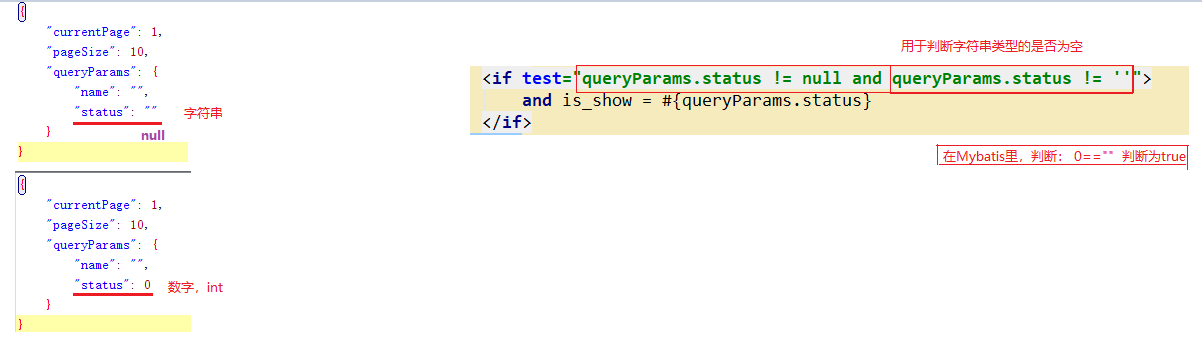 {
"currentPage": 1,
"pageSize": 10,
"queryParams": {
"name": "",
"status": "" 字符串
} null
}
{
"currentPage": 1,
"pageSize": 10,
"queryParams": {
"name": "",
"status": 0 数字，int
}
}
用于判断字符串类型的是否为空
<if test="queryParams.status != null and queryParams.status != ''">
and is_show = #{queryParams.status}
</if>
在Mybatis里，判断： 0=="" 判断为true